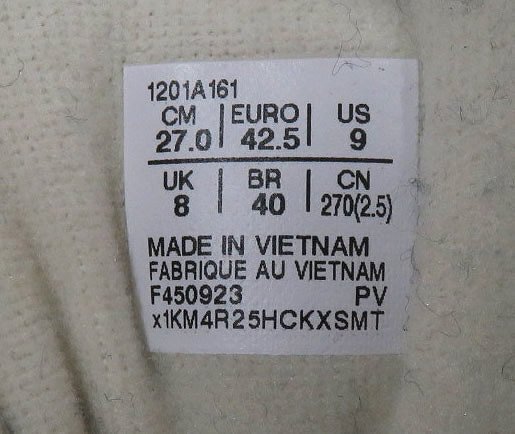 1201A161
CM | EURO | US
27.0 | 42.5 | 9
UK | BR | CN
8 | 40 | 270(2.5)
MADE IN VIETNAM
FABRIQUE AU VIETNAM
F450923 PV
x1KM4R25HCKXSMT